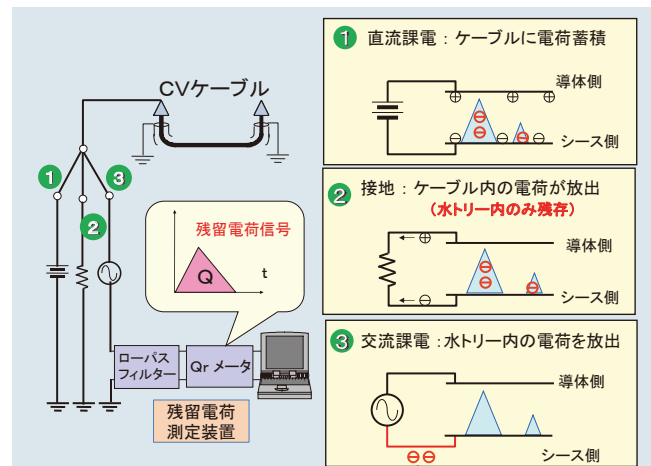 CVケーブル
1
3
2
残留電荷信号
Q
t
ローパス
フィルター
Qr メータ
残留電荷
測定装置
1 直流課電：ケーブルに電荷蓄積
導体側
シース側
2 接地：ケーブル内の電荷が放出
(水トリー内のみ残存)
導体側
シース側
3 交流課電：水トリー内の電荷を放出
導体側
シース側